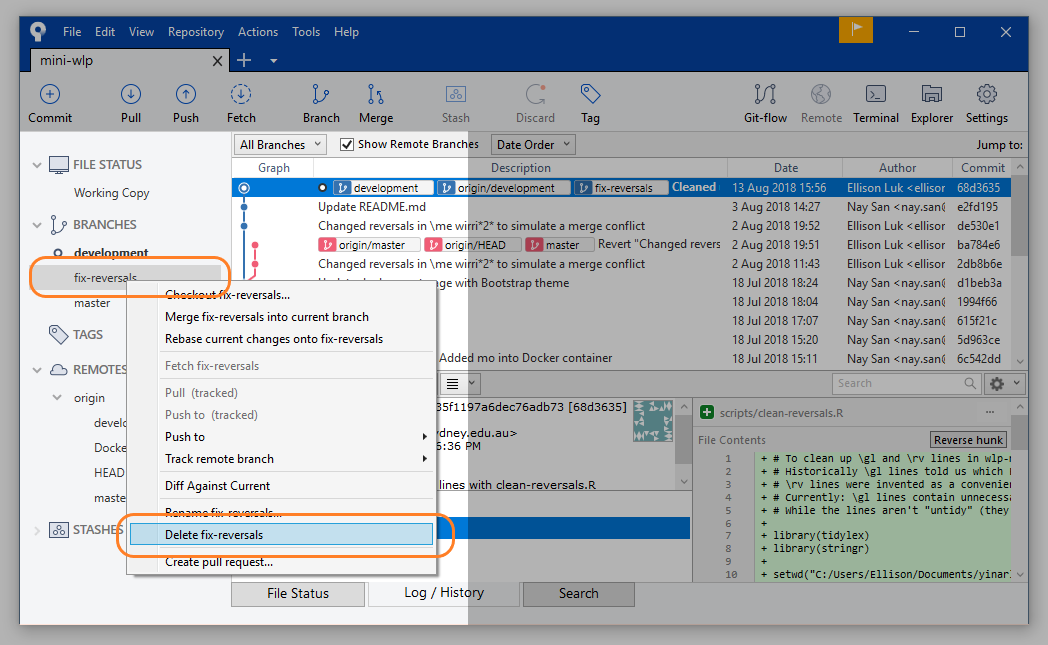 File Edit View Repository Actions Tools Help
mini-wlp
Commit Pull Push Fetch Branch Merge Stash Discard Tag Git-flow Remote Terminal Explorer Settings
All Branches Show Remote Branches Date Order Jump to:
Graph Description Date Author Commit
development origin/development fix-reversals Cleaned 13 Aug 2018 15:56 Ellison Luk <ellisor 68d3635
Update README.md 3 Aug 2018 14:27 Nay San <nay.san@ e2fd195
Changed reversals in \me wirri*2* to simulate a merge conflict 2 Aug 2018 19:52 Ellison Luk <ellisor de530e1
origin/master origin/HEAD master Revert "Changed revers 2 Aug 2018 19:51 Nay San <nay.san@ ba784e6
Changed reversals in \me wirri*2* to simulate a merge conflict 2 Aug 2018 11:43 Ellison Luk <ellisor 2db8b6e
nge with Bootstrap theme 18 Jul 2018 18:24 Nay San <nay.san@ d1beb3a
18 Jul 2018 18:04 Nay San <nay.san@ 1994f66
18 Jul 2018 17:07 Nay San <nay.san@ 615f21c
18 Jul 2018 15:20 Nay San <nay.san@ 5d963ce
Added mo into Docker container 18 Jul 2018 15:11 Nay San <nay.san@ 6c542dd
FILE STATUS
Working Copy
BRANCHES
development
fix-reversals
master
TAGS
REMOTES
origin
develo
Docke
HEAD
maste
STASHES
Checkout fix-reversals...
Merge fix-reversals into current branch
Rebase current changes onto fix-reversals
Fetch fix-reversals
Pull (tracked)
Push to (tracked)
Push to
Track remote branch
Diff Against Current
Rename fix-reversals...
Delete fix-reversals
Create pull request...
Search
35f1197a6dec76adb73 [68d3635]
ydney.edu.au>
6:36 PM
lines with clean-reversals.R
scripts/clean-reversals.R ...
File Contents Reverse hunk
1 + # To clean up \gl and \rv lines in wlp-
2 + # Historically \gl lines told us which
3 + # \rv lines were invented as a convenien
4 + # Currently: \gl lines contain unnecessa
5 + # While the lines aren't "untidy" (they
6 +
7 + library(tidylex)
8 + library(stringr)
9 +
10 + setwd("C:/Users/Ellison/Documents/yinar
File Status Log / History Search